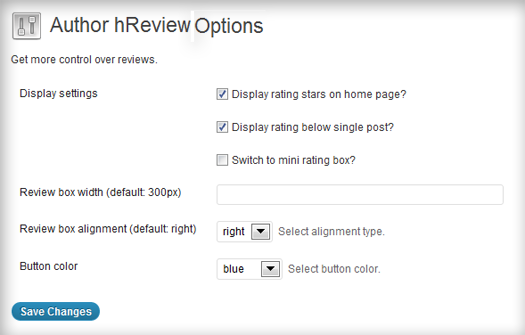 Author hReview Options
Get more control over reviews.
Display settings
Display rating stars on home page?
Display rating below single post?
Switch to mini rating box?
Review box width (default: 300px)
Review box alignment (default: right) right Select alignment type.
Button color blue Select button color.
Save Changes